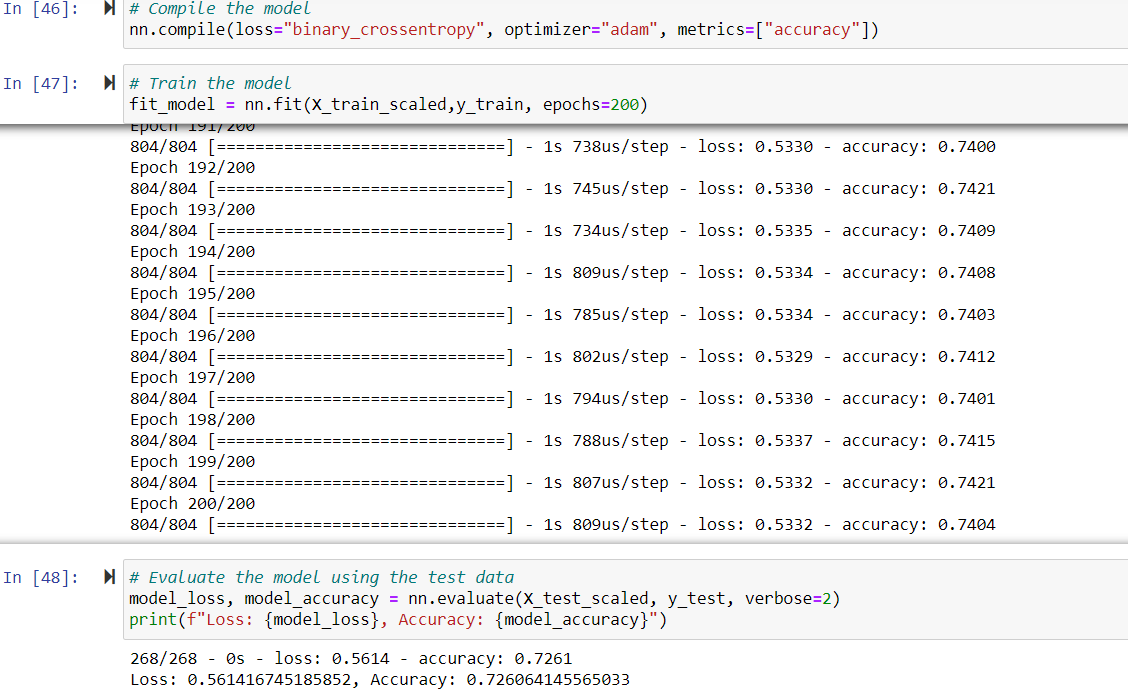 In [46]: # Compile the model
nn.compile(loss="binary_crossentropy", optimizer="adam", metrics=["accuracy"])
In [47]: # Train the model
fit_model = nn.fit(X_train_scaled,y_train, epochs=200)
Epoch 191/200
804/804 [==============================] - 1s 738us/step - loss: 0.5330 - accuracy: 0.7400
Epoch 192/200
804/804 [==============================] - 1s 745us/step - loss: 0.5330 - accuracy: 0.7421
Epoch 193/200
804/804 [==============================] - 1s 734us/step - loss: 0.5335 - accuracy: 0.7409
Epoch 194/200
804/804 [==============================] - 1s 809us/step - loss: 0.5334 - accuracy: 0.7408
Epoch 195/200
804/804 [==============================] - 1s 785us/step - loss: 0.5334 - accuracy: 0.7403
Epoch 196/200
804/804 [==============================] - 1s 802us/step - loss: 0.5329 - accuracy: 0.7412
Epoch 197/200
804/804 [==============================] - 1s 794us/step - loss: 0.5330 - accuracy: 0.7401
Epoch 198/200
804/804 [==============================] - 1s 788us/step - loss: 0.5337 - accuracy: 0.7415
Epoch 199/200
804/804 [==============================] - 1s 807us/step - loss: 0.5332 - accuracy: 0.7421
Epoch 200/200
804/804 [==============================] - 1s 809us/step - loss: 0.5332 - accuracy: 0.7404
In [48]: # Evaluate the model using the test data
model_loss, model_accuracy = nn.evaluate(X_test_scaled, y_test, verbose=2)
print(f"Loss: {model_loss}, Accuracy: {model_accuracy}")
268/268 - 0s - loss: 0.5614 - accuracy: 0.7261
Loss: 0.561416745185852, Accuracy: 0.726064145565033